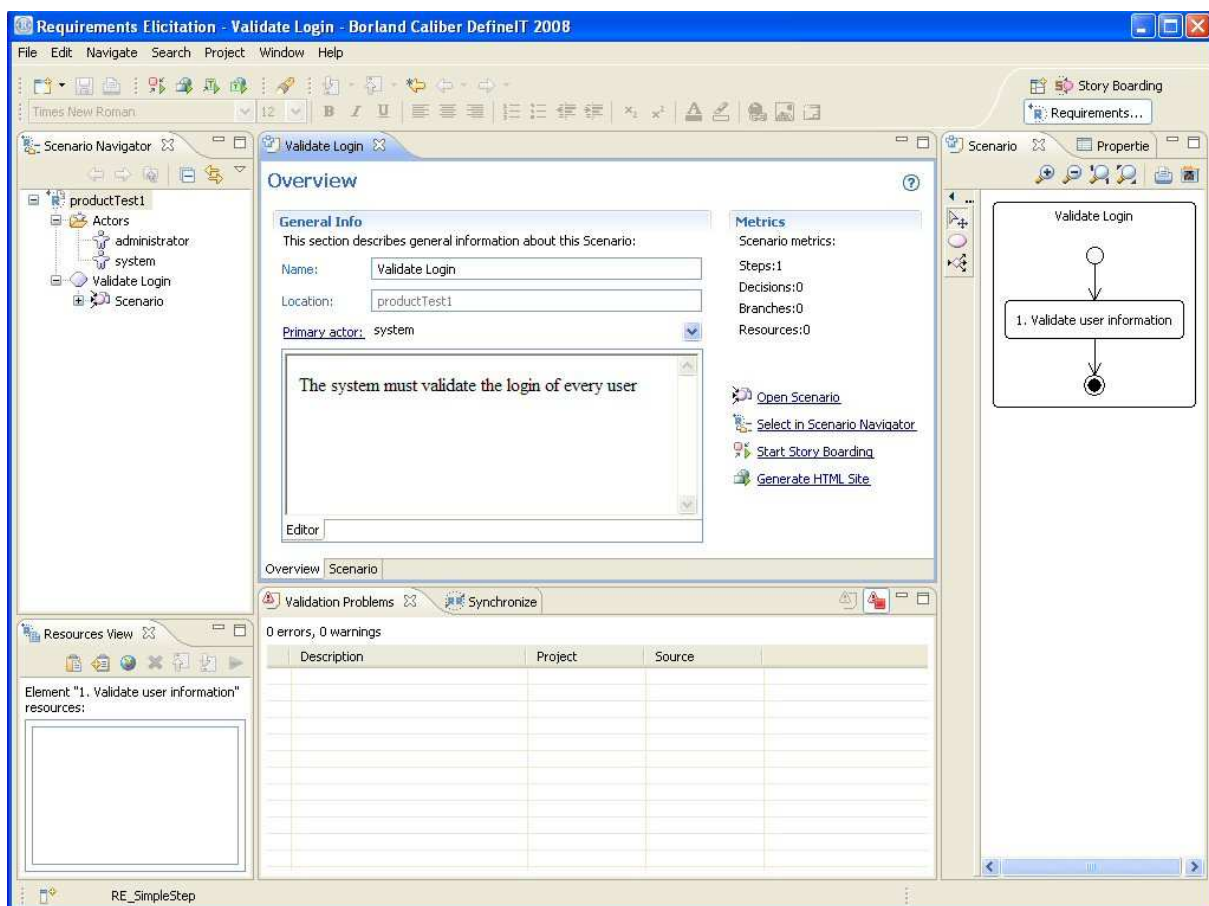 Requirements Elicitation - Validate Login - Borland Caliber DefineIT 2008
File Edit Navigate Search Project Window Help
Story Boarding
Times New Roman 12 B I U Requirements...
Scenario Navigator
productTest1
Actors
administrator
system
Validate Login
Scenario
Validate Login
Overview
General Info
This section describes general information about this Scenario:
Name: Validate Login
Location: productTest1
Primary actor: system
The system must validate the login of every user
Editor
Overview Scenario
Metrics
Scenario metrics:
Steps:1
Decisions:0
Branches:0
Resources:0
Open Scenario
Select in Scenario Navigator
Start Story Boarding
Generate HTML Site
Scenario Propertie
Validate Login
1. Validate user information
Resources View
Element "1. Validate user information"
resources:
Validation Problems Synchronize
0 errors, 0 warnings
Description Project Source
RE_SimpleStep